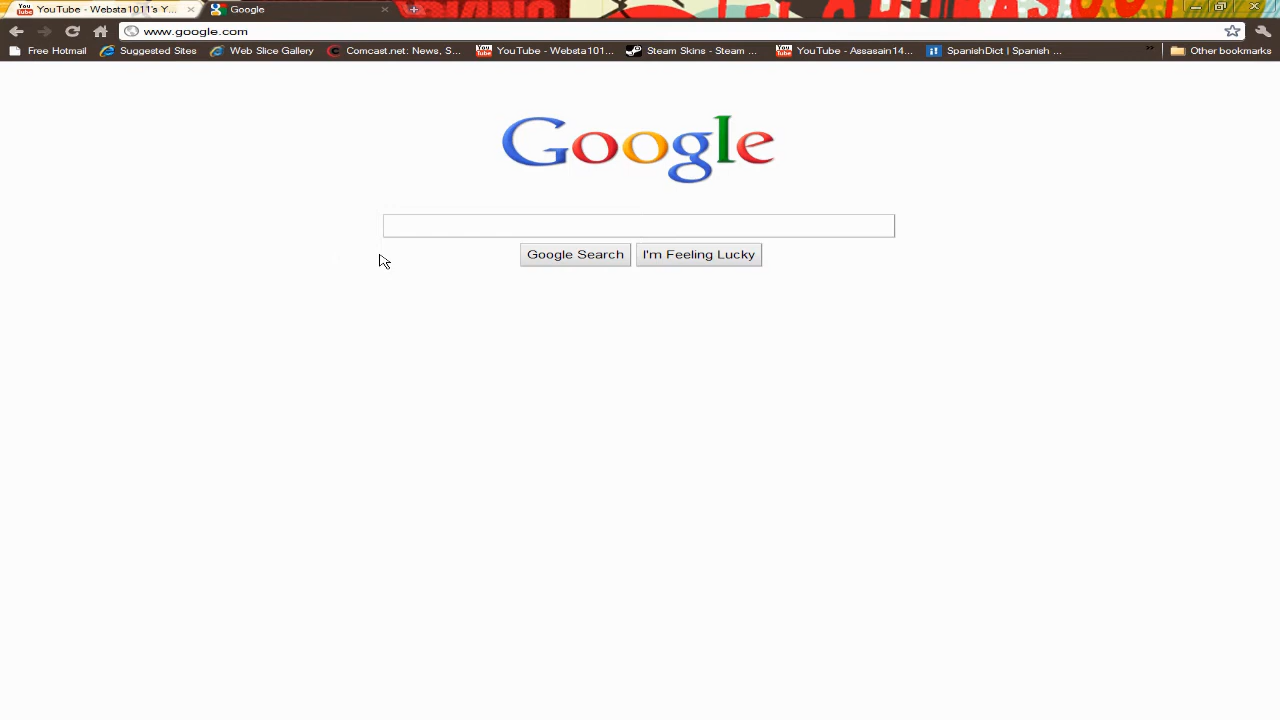 YouTube - Websta1011's Y...
Google
www.google.com
Free Hotmail
Suggested Sites
Web Slice Gallery
Comcast.net: News, S...
YouTube - Websta101...
Steam Skins - Steam ...
YouTube - Assasain14...
SpanishDict | Spanish ...
Other bookmarks
Google
Google Search
I'm Feeling Lucky